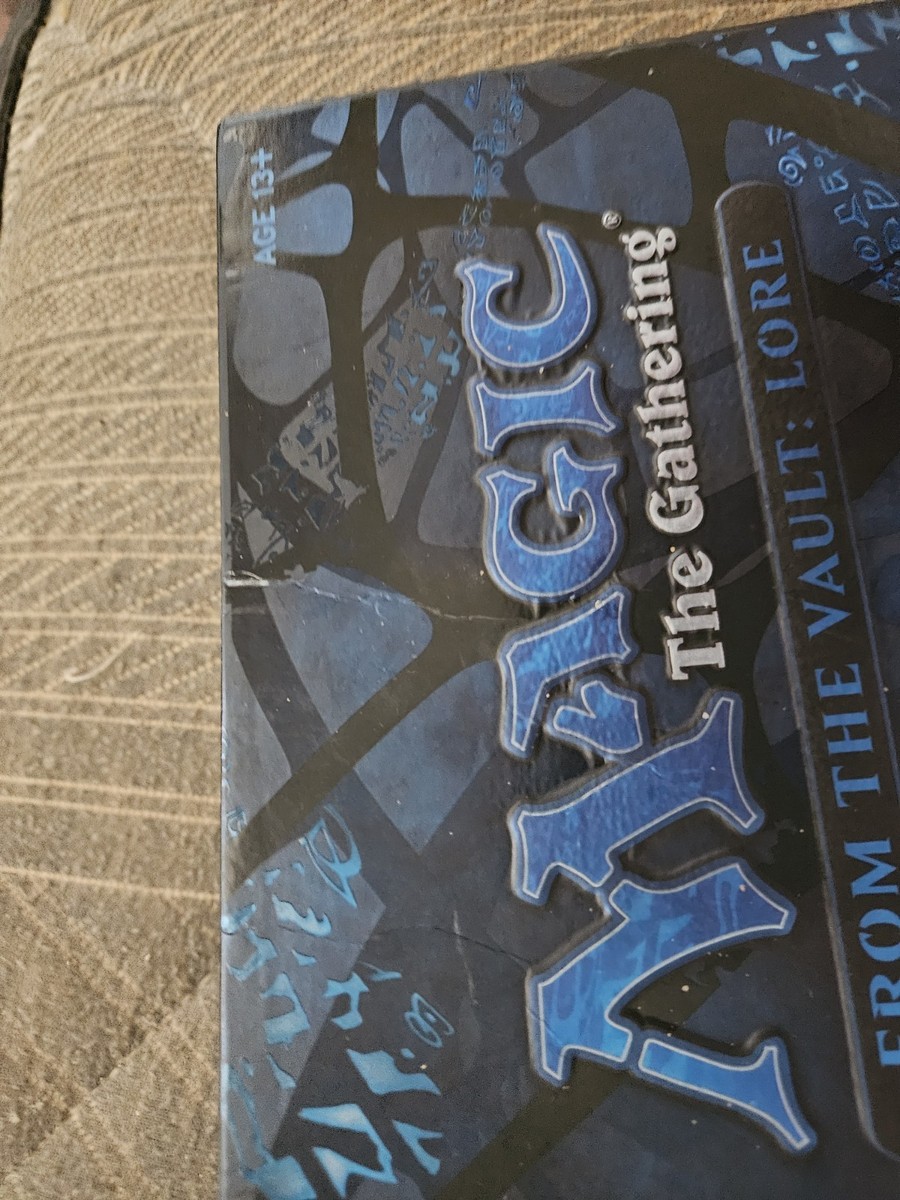 AGE 13+
MAGIC®
The Gathering
FROM THE VAULT: LORE